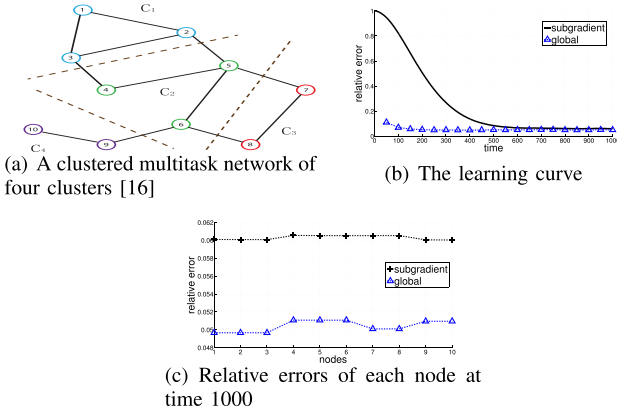 1
C1
2
3
5
4
C2
7
6
C3
10
C4
9
8
(a) A clustered multitask network of
four clusters [16]
relative error
1
0.8
0.6
0.4
0.2
0
0 100 200 300 400 500 600 700 800 900 1000
time
subgradient
global
(b) The learning curve
relative error
0.062
0.06
0.058
0.056
0.054
0.052
0.05
0.048
1 2 3 4 5 6 7 8 9 10
nodes
subgradient
global
(c) Relative errors of each node at
time 1000